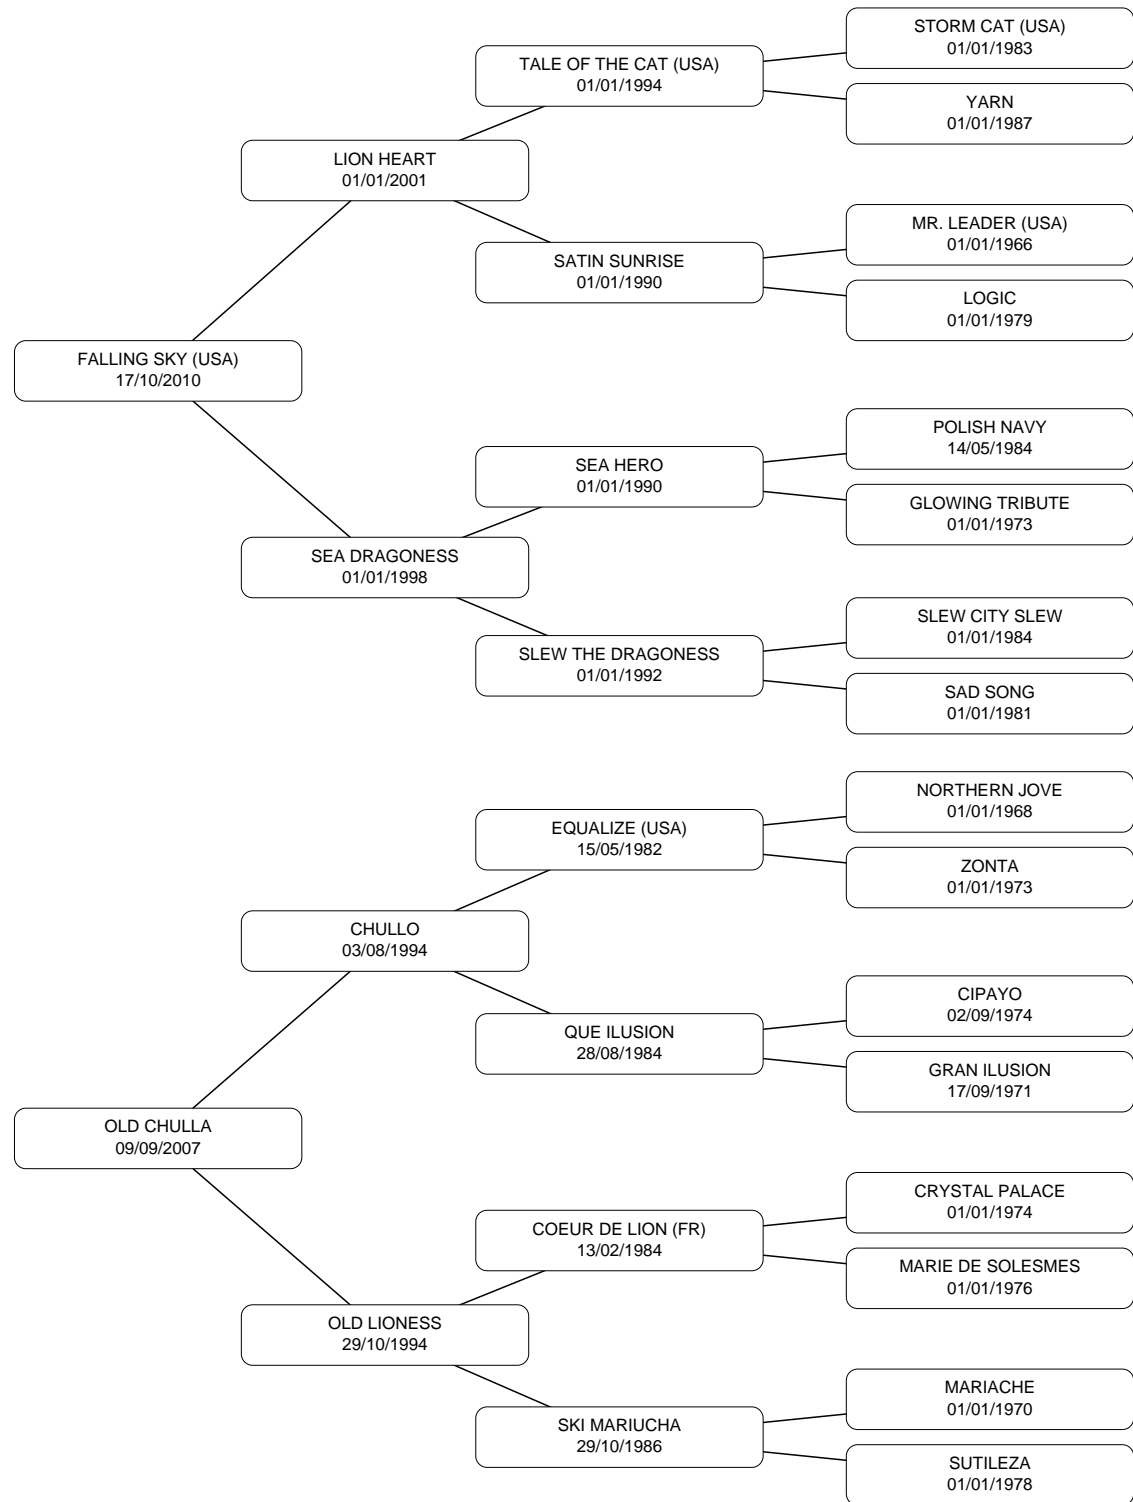 STORM CAT (USA)
01/01/1983
TALE OF THE CAT (USA)
01/01/1994
YARN
01/01/1987
LION HEART
01/01/2001
MR. LEADER (USA)
01/01/1966
SATIN SUNRISE
01/01/1990
LOGIC
01/01/1979
FALLING SKY (USA)
17/10/2010
POLISH NAVY
14/05/1984
SEA HERO
01/01/1990
GLOWING TRIBUTE
01/01/1973
SEA DRAGONESS
01/01/1998
SLEW CITY SLEW
01/01/1984
SLEW THE DRAGONESS
01/01/1992
SAD SONG
01/01/1981
NORTHERN JOVE
01/01/1968
EQUALIZE (USA)
15/05/1982
ZONTA
01/01/1973
CHULLO
03/08/1994
CIPAYO
02/09/1974
QUE ILUSION
28/08/1984
GRAN ILUSION
17/09/1971
OLD CHULLA
09/09/2007
CRYSTAL PALACE
01/01/1974
COEUR DE LION (FR)
13/02/1984
MARIE DE SOLESMES
01/01/1976
OLD LIONESS
29/10/1994
MARIACHE
01/01/1970
SKI MARIUCHA
29/10/1986
SUTILEZA
01/01/1978